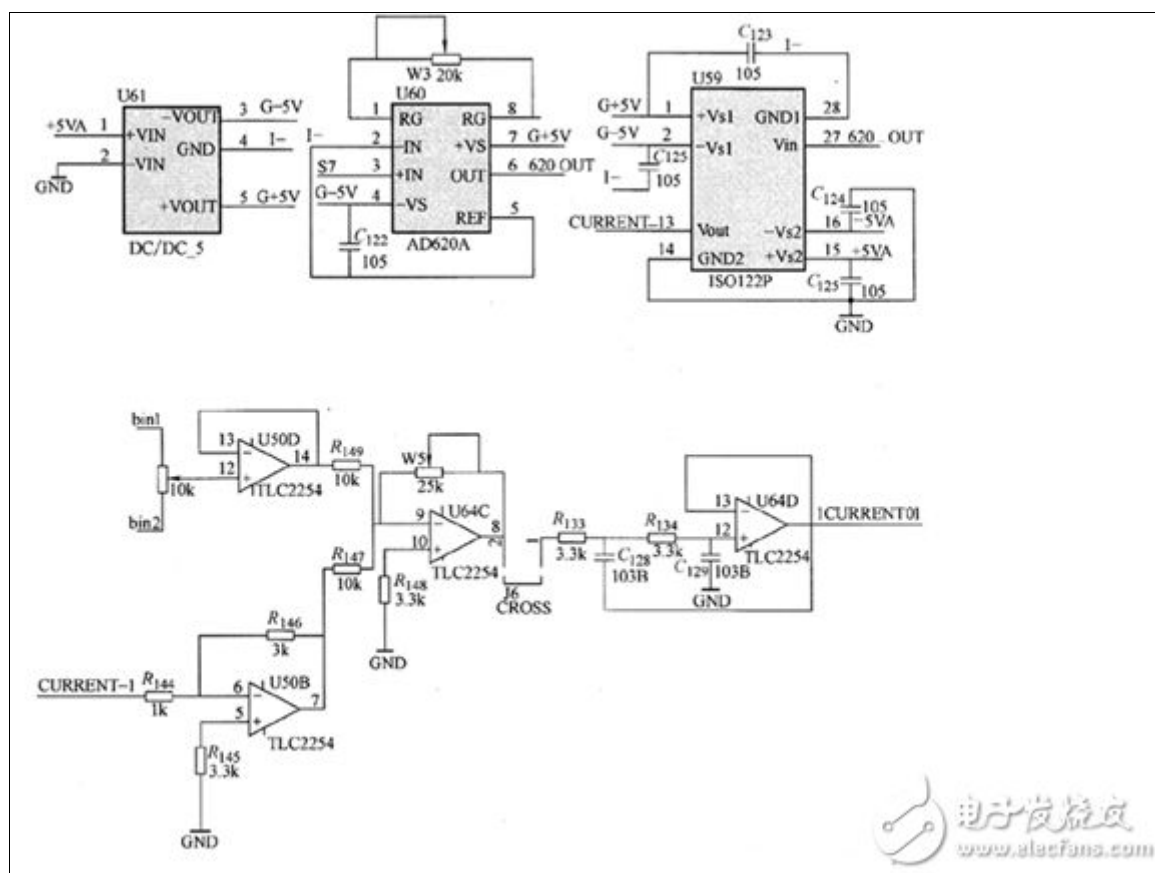 U61
+5VA 1 +VIN
2 -VIN
GND
-VOUT 3 G-5V
GND 4 I-
+VOUT 5 G+5V
DC/DC_5
W3 20k
U60
1 RG
RG 8
I- 2 -IN
+VS 7 G+5V
S7 3 +IN
OUT 6 620 OUT
G-5V 4 -VS
REF 5
C122
105
AD620A
C123
I-
105
U59
G+5V 1 +Vs1
GND1 28
G-5V 2 -Vs1
Vin 27 620_OUT
C125
105
I-
C124
105
CURRENT-13 Vout
-Vs2 16 -5VA
14 GND2
+Vs2 15 +5VA
ISO122P
C125
105
GND
bin1
10k
bin2
13
12
U50D
14
TLC2254
R149
10k
R147
10k
W5
25k
9
10
U64C
8
TLC2254
R148
3.3k
GND
2
J6
CROSS
R133
3.3k
R134
3.3k
C128
103B
C129
103B
GND
13
12
U64D
TLC2254
1CURRENT01
R146
3k
CURRENT-1
R144
1k
6
5
U50B
7
TLC2254
R145
3.3k
GND
电子发烧友
www.elecfans.com